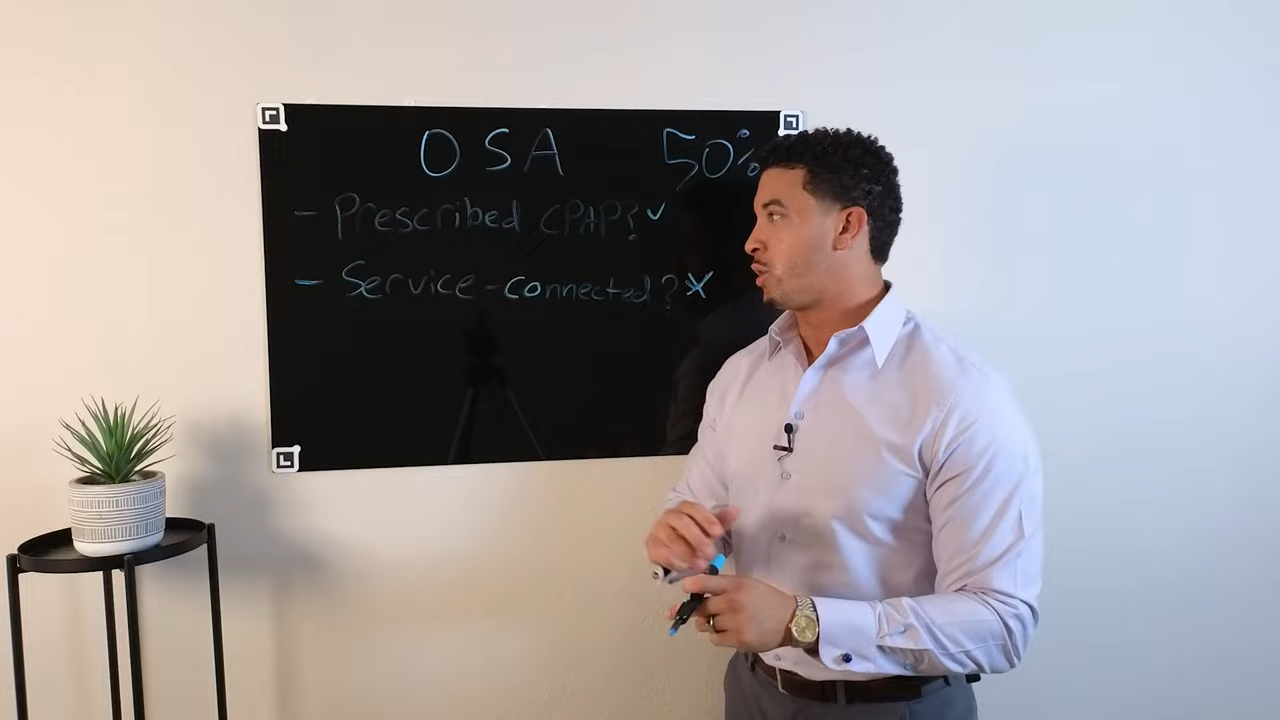 OSA 50%
- Prescribed CPAP? ✓
- Service-connected? X